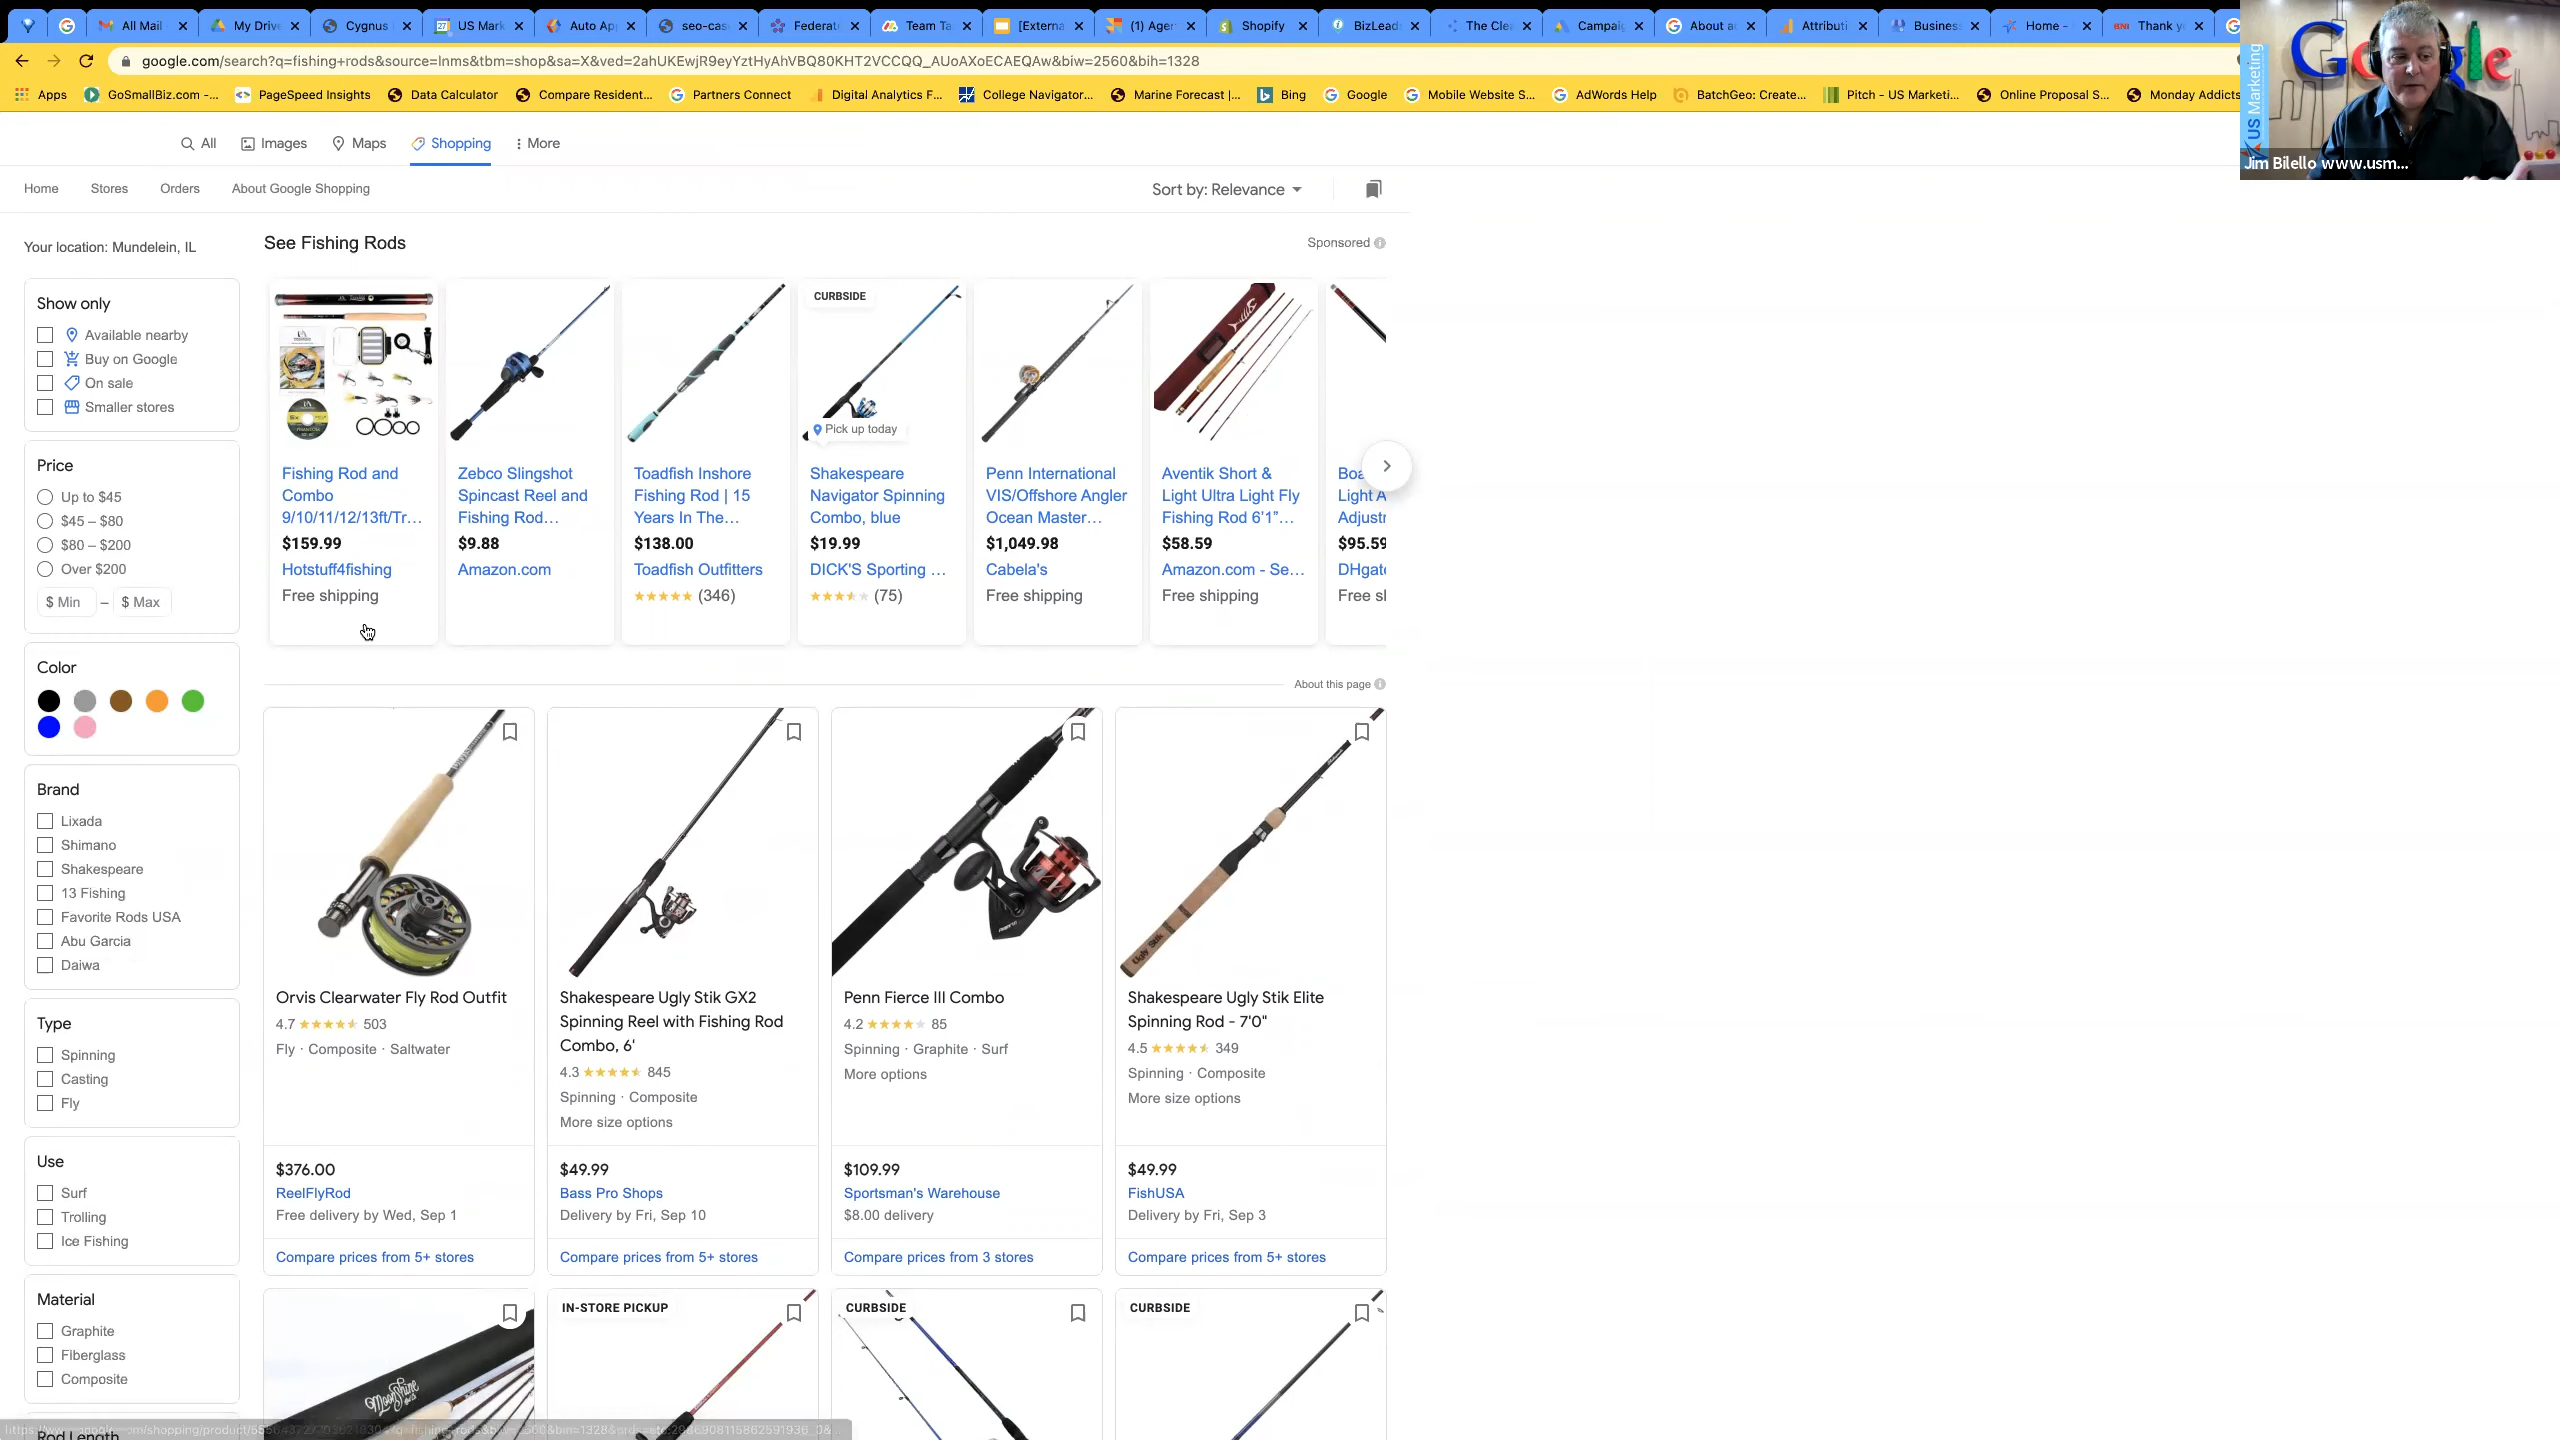 All Mail
My Drive
Cygnus
US Mark
Auto Ap
seo-cas
Federat
Team Ta
[Externa
(1) Ager
Shopify
BizLead
The Clea
Campaig
About a
Attributi
Business
Home -
Thank y
google.com/search?q=fishing+rods&source=lnms&tbm=shop&sa=X&ved=2ahUKEwjR9eyYztHyAhVBQ80KHT2VCCQQ_AUoAXoECAEQAw&biw=2560&bih=1328
Apps
GoSmallBiz.com -...
PageSpeed Insights
Data Calculator
Compare Resident...
Partners Connect
Digital Analytics F...
College Navigator...
Marine Forecast |...
Bing
Google
Mobile Website S...
AdWords Help
BatchGeo: Create...
Pitch - US Marketi...
Online Proposal S...
Monday Addicts
US Marketing
Google
Jim Bilello www.usm...
All
Images
Maps
Shopping
More
Home
Stores
Orders
About Google Shopping
Sort by: Relevance
Your location: Mundelein, IL
Show only
Available nearby
Buy on Google
On sale
Smaller stores
Price
Up to $45
$45 – $80
$80 – $200
Over $200
$ Min – $ Max
Color
Brand
Lixada
Shimano
Shakespeare
13 Fishing
Favorite Rods USA
Abu Garcia
Daiwa
Type
Spinning
Casting
Fly
Use
Surf
Trolling
Ice Fishing
Material
Graphite
Fiberglass
Composite
Rod Length
See Fishing Rods
Sponsored
Fishing Rod and
Combo
9/10/11/12/13ft/Tr...
$159.99
Hotstuff4fishing
Free shipping
Zebco Slingshot
Spincast Reel and
Fishing Rod...
$9.88
Amazon.com
Toadfish Inshore
Fishing Rod | 15
Years In The...
$138.00
Toadfish Outfitters
(346)
CURBSIDE
Pick up today
Shakespeare
Navigator Spinning
Combo, blue
$19.99
DICK'S Sporting ...
(75)
Penn International
VIS/Offshore Angler
Ocean Master...
$1,049.98
Cabela's
Free shipping
Aventik Short &
Light Ultra Light Fly
Fishing Rod 6'1”...
$58.59
Amazon.com - Se...
Free shipping
Boa
Light A
Adjustr
$95.59
DHgate
Free sh
About this page
Orvis Clearwater Fly Rod Outfit
4.7 503
Fly · Composite · Saltwater
$376.00
ReelFlyRod
Free delivery by Wed, Sep 1
Compare prices from 5+ stores
Shakespeare Ugly Stik GX2
Spinning Reel with Fishing Rod
Combo, 6'
4.3 845
Spinning · Composite
More size options
$49.99
Bass Pro Shops
Delivery by Fri, Sep 10
Compare prices from 5+ stores
Penn Fierce III Combo
4.2 85
Spinning · Graphite · Surf
More options
$109.99
Sportsman's Warehouse
$8.00 delivery
Compare prices from 3 stores
Ugly Stik
Shakespeare Ugly Stik Elite
Spinning Rod - 7'0"
4.5 349
Spinning · Composite
More size options
$49.99
FishUSA
Delivery by Fri, Sep 3
Compare prices from 5+ stores
MoonShine
IN-STORE PICKUP
CURBSIDE
CURBSIDE